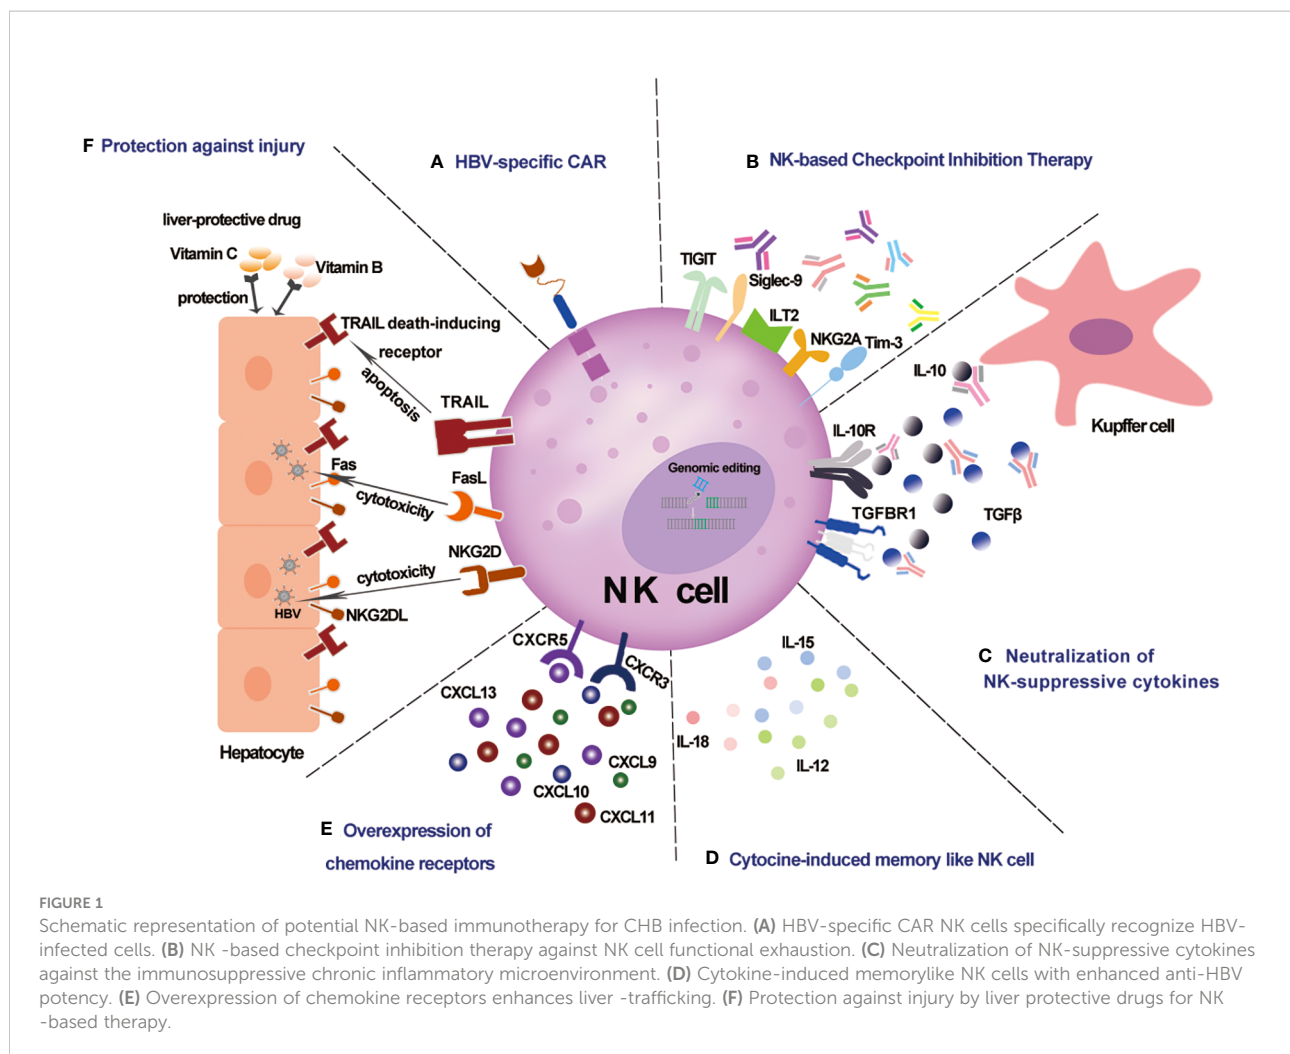 F Protection against injury
A HBV-specific CAR
B NK-based Checkpoint Inhibition Therapy
liver-protective drug
Vitamin C
Vitamin B
protection
TRAIL death-inducing
receptor
apoptosis
TRAIL
Fas
FasL
cytotoxicity
NKG2D
cytotoxicity
HBV
NKG2DL
Hepatocyte
TIGIT
Siglec-9
ILT2
NKG2A
Tim-3
IL-10
Kupffer cell
IL-10R
TGFBR1
TGFβ
Genomic editing
NK cell
CXCR5
CXCR3
CXCL13
CXCL9
CXCL10
CXCL11
IL-15
IL-18
IL-12
C Neutralization of
NK-suppressive cytokines
E Overexpression of
chemokine receptors
D Cytocine-induced memory like NK cell
FIGURE 1
Schematic representation of potential NK-based immunotherapy for CHB infection. (A) HBV-specific CAR NK cells specifically recognize HBV-
infected cells. (B) NK -based checkpoint inhibition therapy against NK cell functional exhaustion. (C) Neutralization of NK-suppressive cytokines
against the immunosuppressive chronic inflammatory microenvironment. (D) Cytokine-induced memorylike NK cells with enhanced anti-HBV
potency. (E) Overexpression of chemokine receptors enhances liver -trafficking. (F) Protection against injury by liver protective drugs for NK
-based therapy.